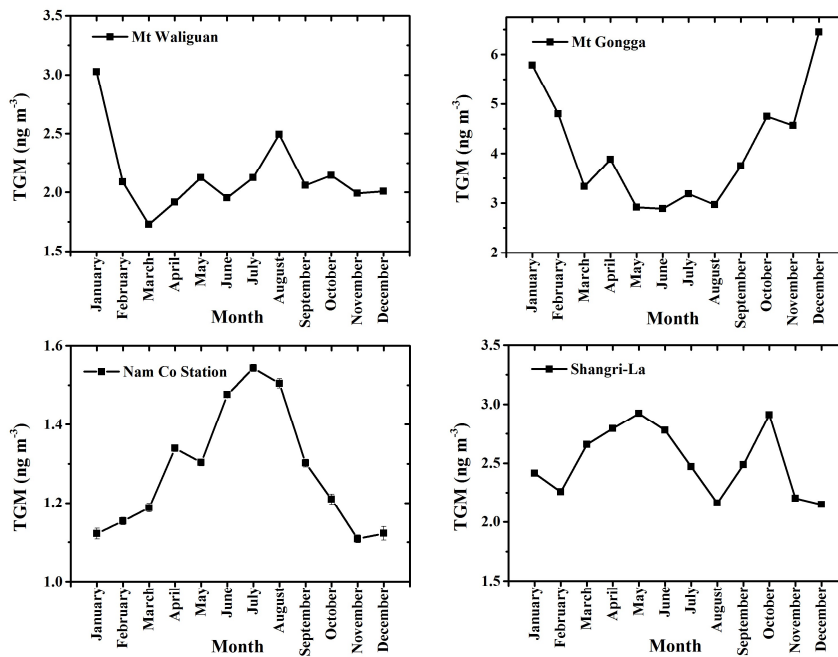 Mt Waliguan
TGM (ng m⁻³)
3.5
3.0
2.5
2.0
1.5
January
February
March
April
May
June
July
August
September
October
November
December
Month
Mt Gongga
TGM (ng m⁻³)
6
5
4
3
2
January
February
March
April
May
June
July
August
September
October
November
December
Month
Nam Co Station
TGM (ng m⁻³)
1.6
1.4
1.2
1.0
January
February
March
April
May
June
July
August
September
October
November
December
Month
Shangri-La
TGM (ng m⁻³)
3.5
3.0
2.5
2.0
1.5
January
February
March
April
May
June
July
August
September
October
November
December
Month